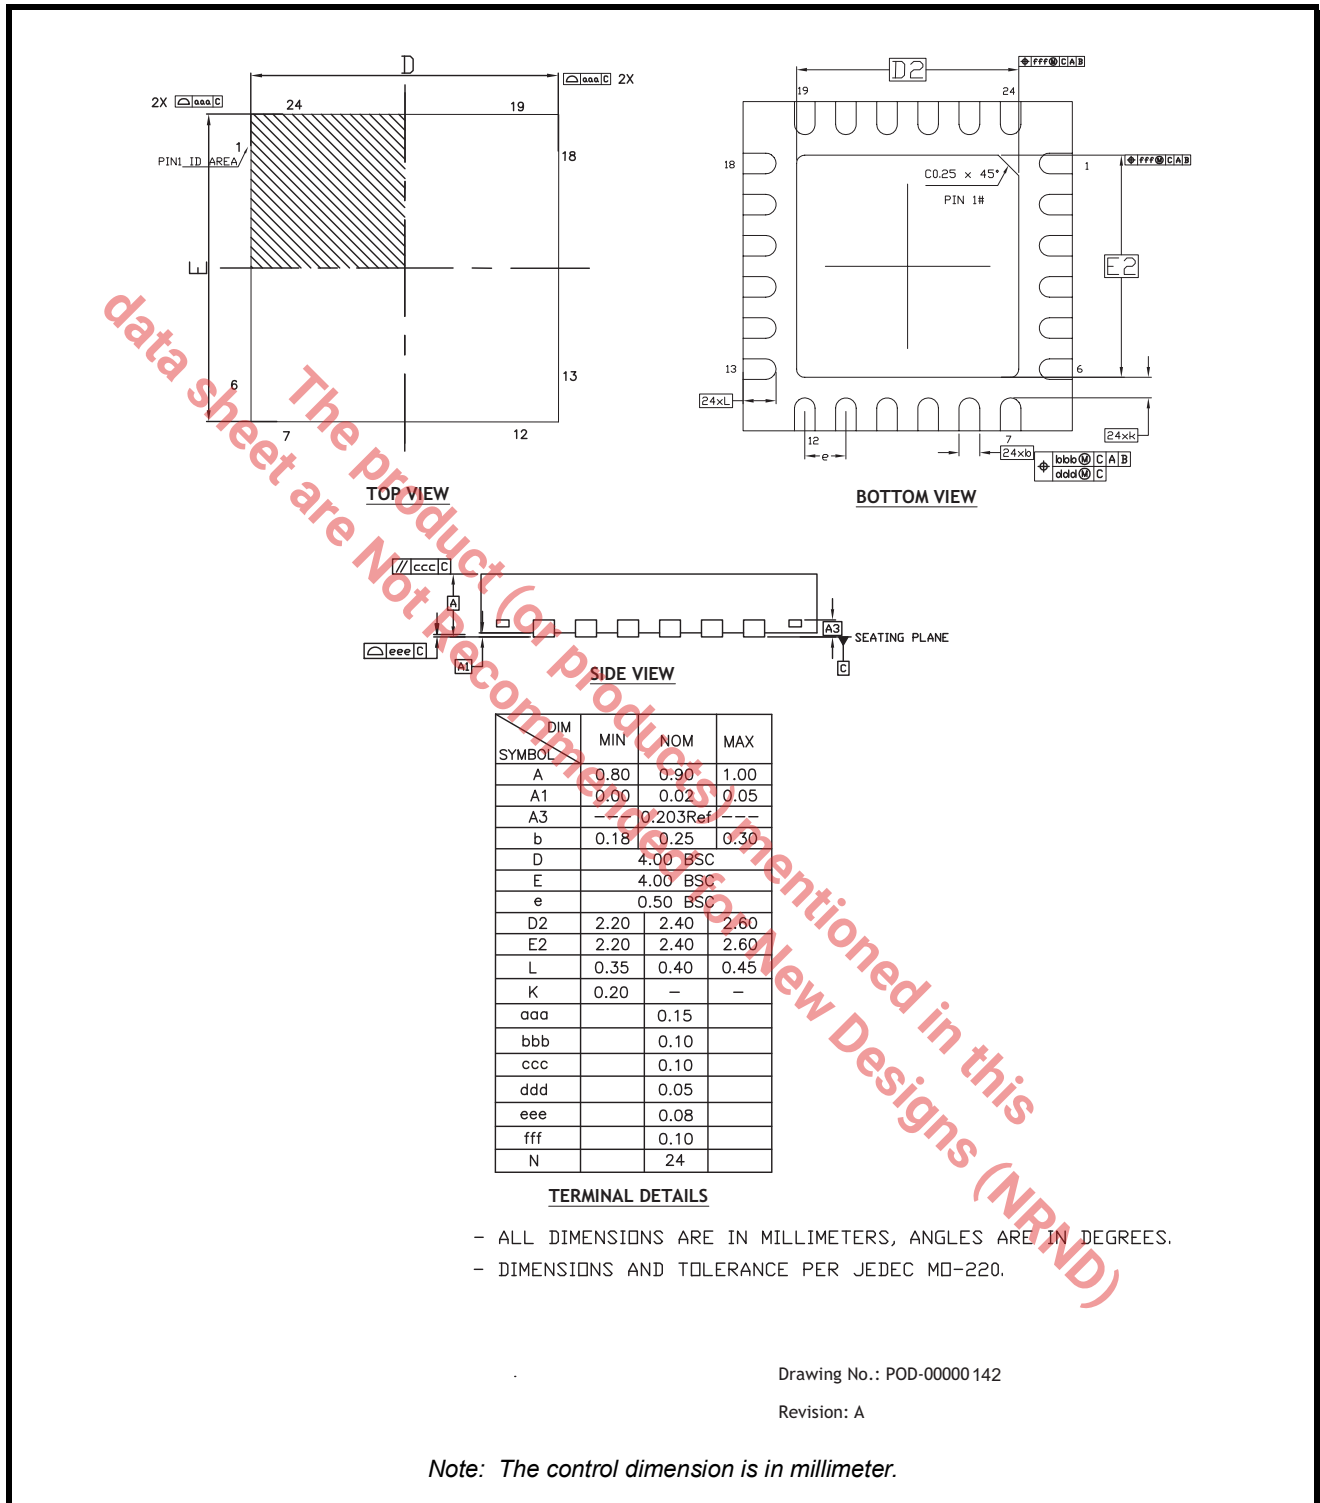 D
⌓ aaa C 2X
2X ⌓ aaa C
24
19
1
PIN1 ID AREA
18
E
6
13
7
12
TOP VIEW
D2
⌖ fff Ⓜ C A B
19
24
18
1
⌖ fff Ⓜ C A B
C0.25 x 45°
PIN 1#
E2
13
6
24xL
12
7
e
24xb
24xk
⌖ bbb Ⓜ C A B
ddd Ⓜ C
BOTTOM VIEW
// ccc C
A
A3
SEATING PLANE
⌓ eee C
A1
C
SIDE VIEW
DIM
SYMBOL MIN NOM MAX
A 0.80 0.90 1.00
A1 0.00 0.02 0.05
A3 --- 0.203Ref ---
b 0.18 0.25 0.30
D 4.00 BSC
E 4.00 BSC
e 0.50 BSC
D2 2.20 2.40 2.60
E2 2.20 2.40 2.60
L 0.35 0.40 0.45
K 0.20 – –
aaa 0.15
bbb 0.10
ccc 0.10
ddd 0.05
eee 0.08
fff 0.10
N 24
TERMINAL DETAILS
– ALL DIMENSIONS ARE IN MILLIMETERS, ANGLES ARE IN DEGREES.
– DIMENSIONS AND TOLERANCE PER JEDEC MO-220.
Drawing No.: POD-00000142
Revision: A
Note: The control dimension is in millimeter.
The product (or products) mentioned in this
data sheet are Not Recommended for New Designs (NRND)